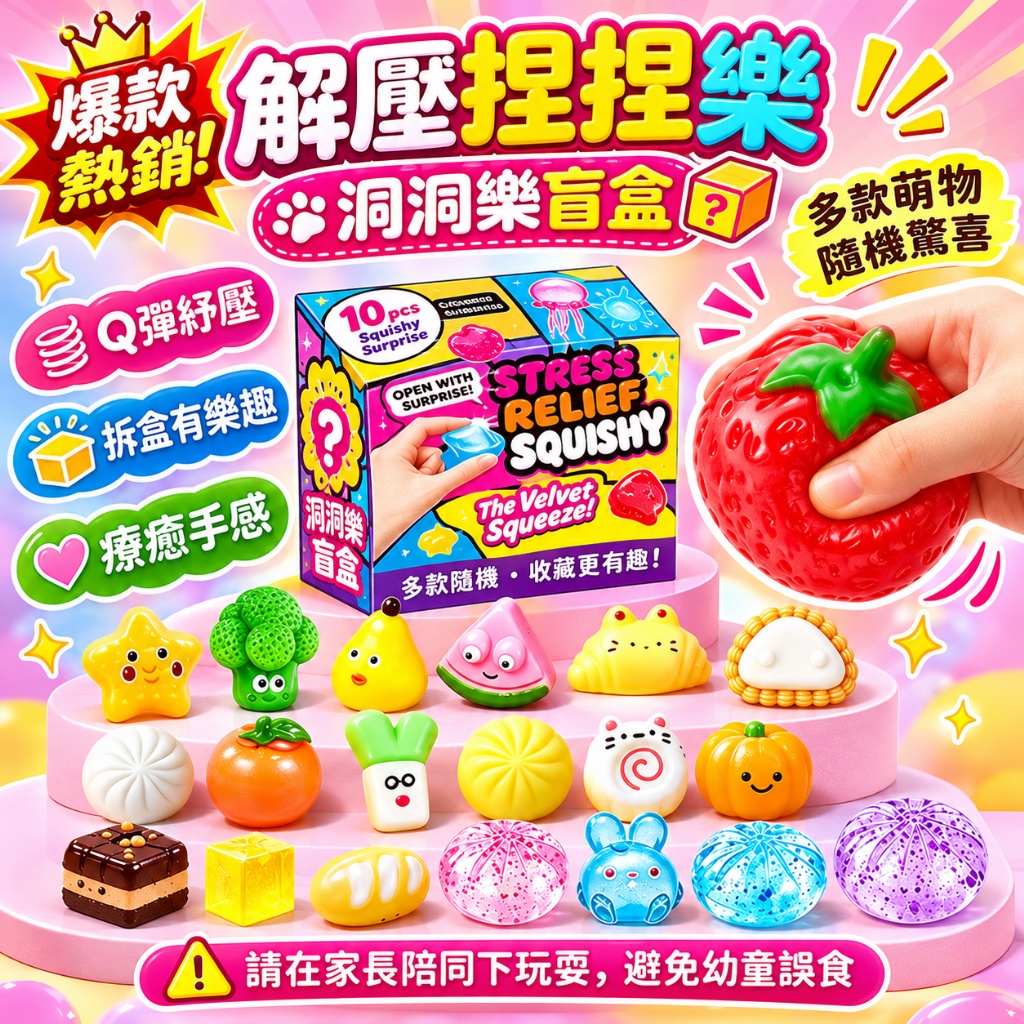 爆款
熱銷!
解壓捏捏樂
洞洞樂盲盒
?
多款萌物
隨機驚喜
Q彈紓壓
拆盒有樂趣
療癒手感
10 pcs
Squishy
Surprise
OPEN WITH
SURPRISE!
STRESS
RELIEF
SQUISHY
The Velvet
Squeeze!
?
洞洞樂
盲盒
多款隨機・收藏更有趣!
請在家長陪同下玩耍,避免幼童誤食